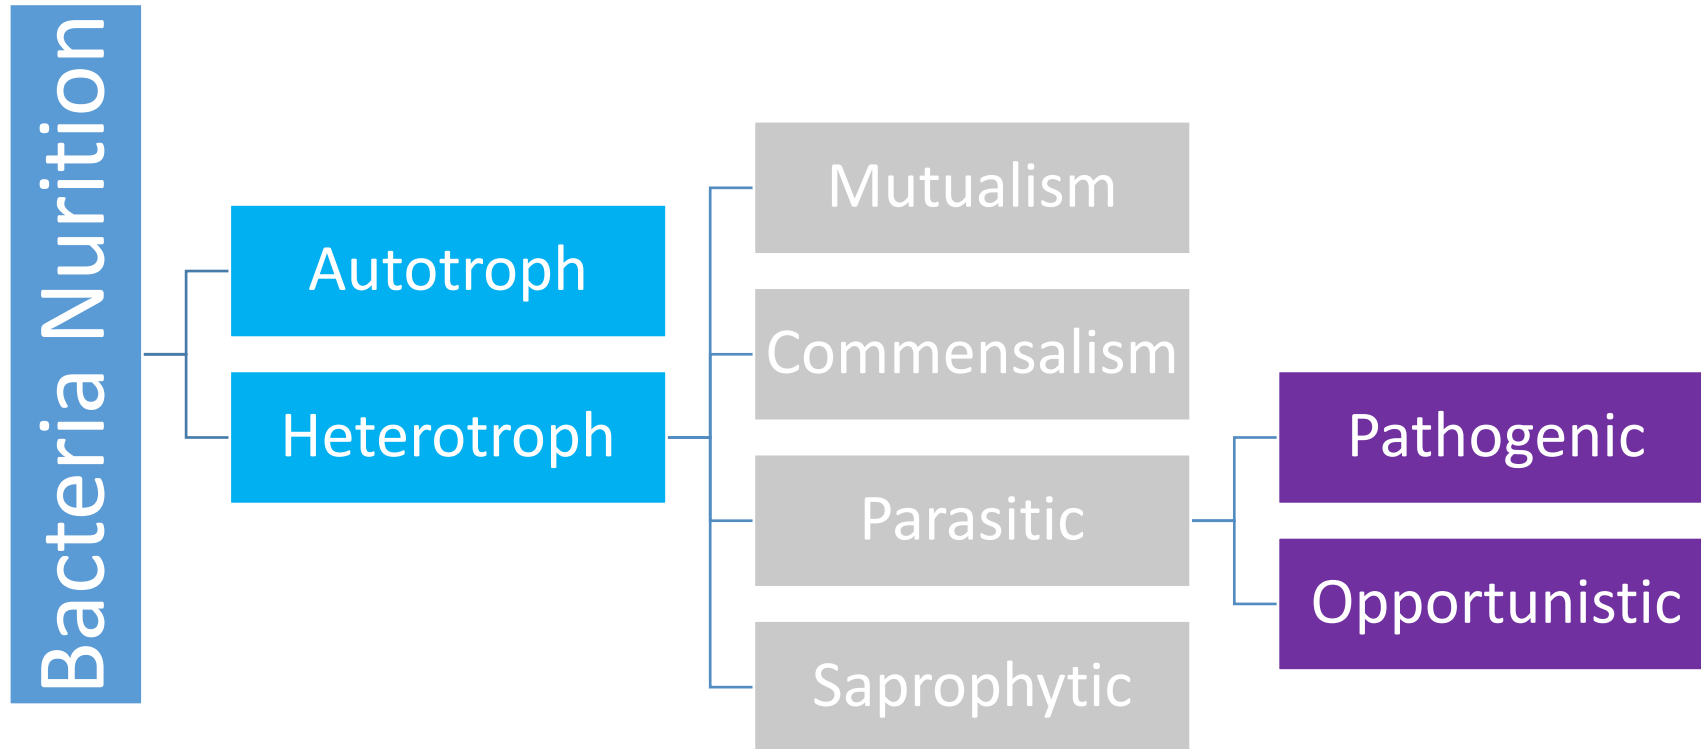 Bacteria Nurition
Autotroph
Heterotroph
Mutualism
Commensalism
Parasitic
Saprophytic
Pathogenic
Opportunistic